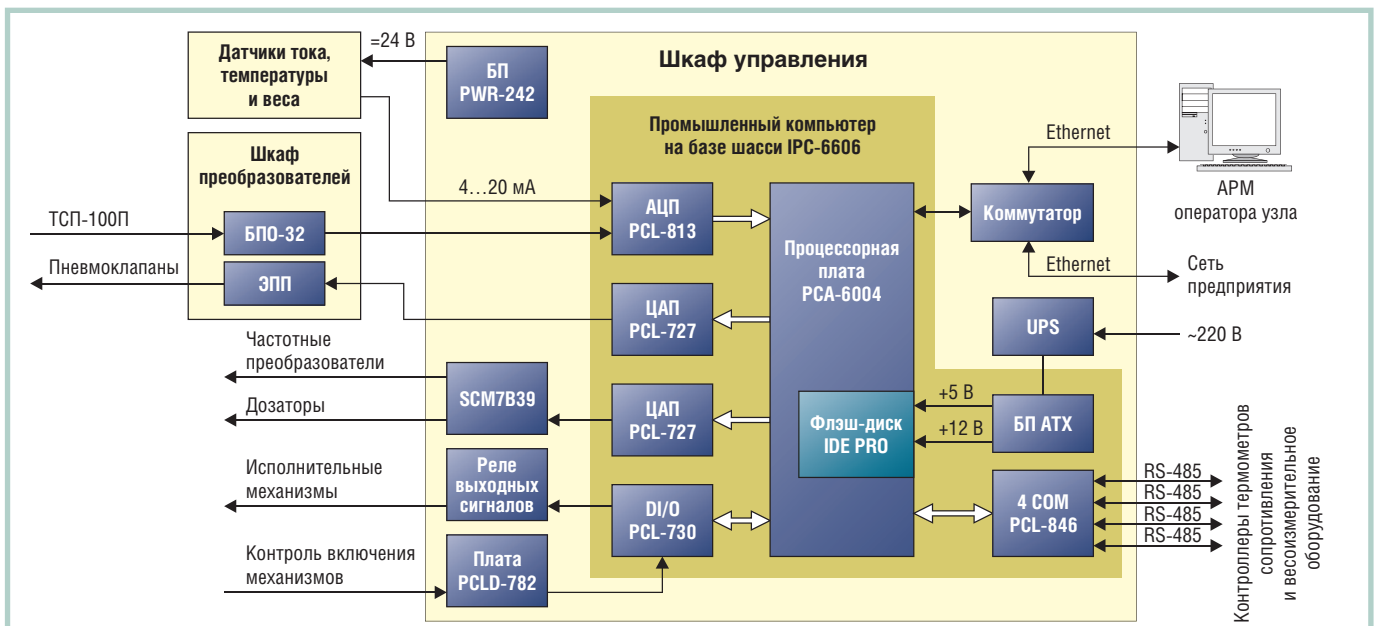 Датчики тока,
температуры
и веса
=24 В
БП
PWR-242
Шкаф управления
Промышленный компьютер
на базе шасси IPC-6606
Шкаф
преобразователей
ТСП-100П
БПО-32
Пневмоклапаны
ЭПП
4...20 мА
АЦП
PCL-813
ЦАП
PCL-727
Процессорная
плата
PCA-6004
Ethernet
Коммутатор
Ethernet
АРМ
оператора узла
Сеть
предприятия
UPS
~220 В
Частотные
преобразователи
Дозаторы
SCM7B39
ЦАП
PCL-727
Флэш-диск
IDE PRO
+5 В
+12 В
БП ATX
Исполнительные
механизмы
Реле
выходных
сигналов
DI/O
PCL-730
Контроль включения
механизмов
Плата
PCLD-782
4 COM
PCL-846
RS-485
RS-485
RS-485
RS-485
Контроллеры термометров
сопротивления
и весоизмерительное
оборудование